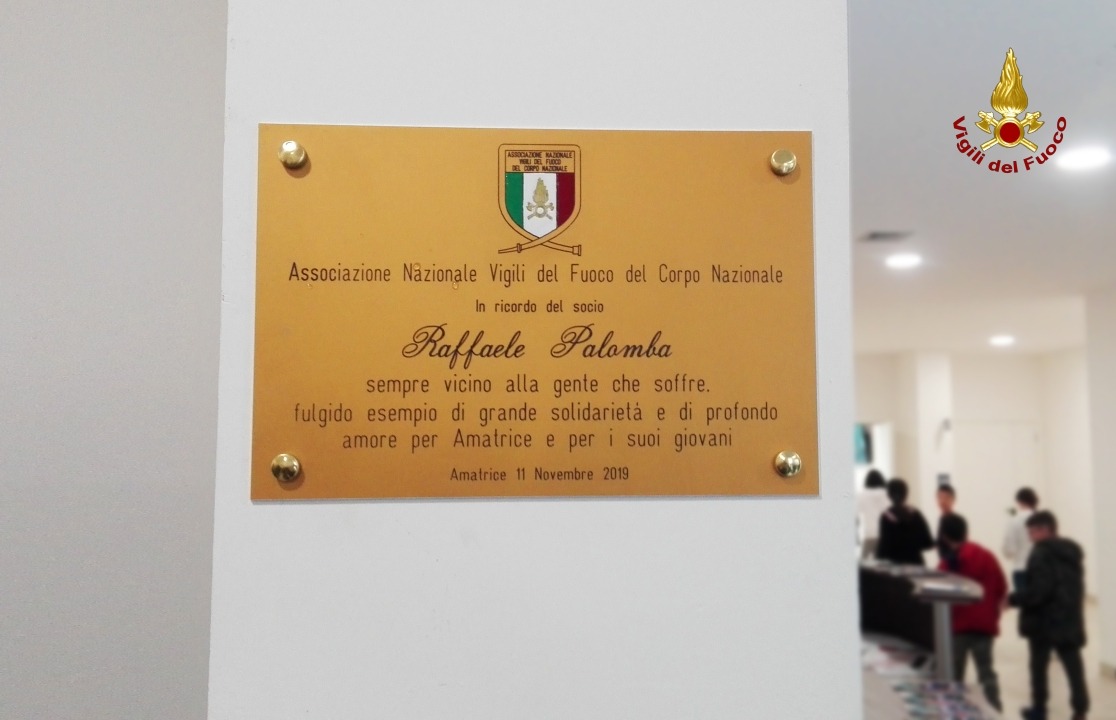 Vigili del Fuoco
ASSOCIAZIONE NAZIONALE
VIGILI DEL FUOCO
DEL CORPO NAZIONALE
Associazione Nazionale Vigili del Fuoco del Corpo Nazionale
In ricordo del socio
Raffaele Palomba
sempre vicino alla gente che soffre.
fulgido esempio di grande solidarietà e di profondo
amore per Amatrice e per i suoi giovani
Amatrice 11 Novembre 2019